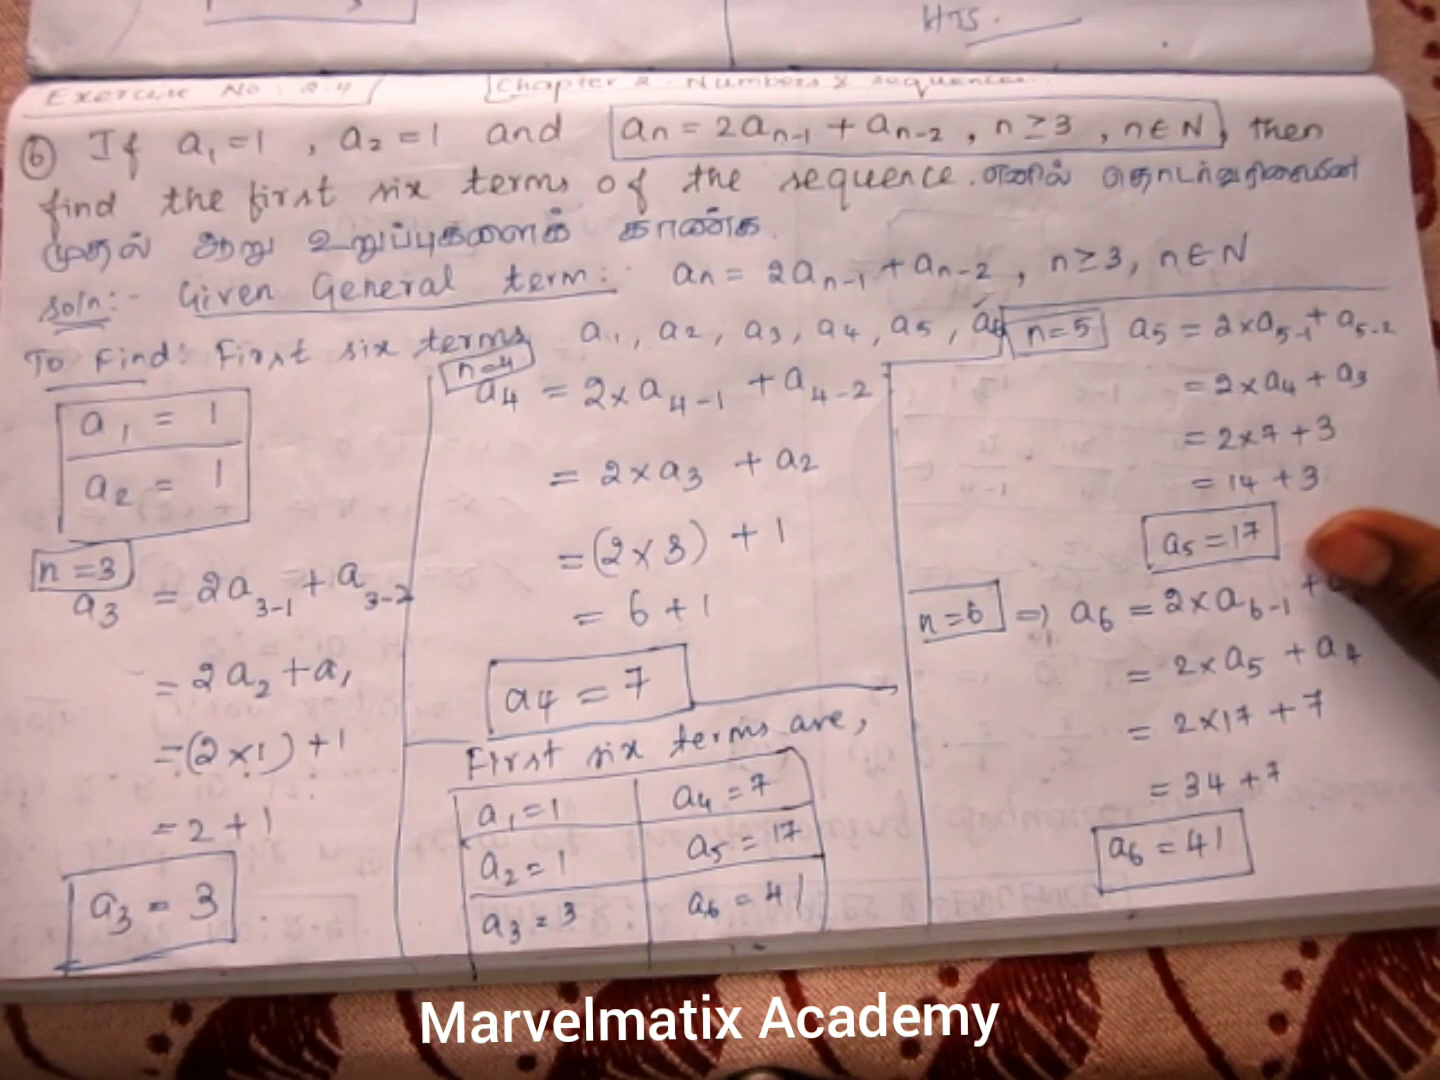 HTS.
Exercise No: 2.4
Chapter 2. Numbers & Sequences.
⑥ If a₁=1 , a₂=1 and aₙ = 2aₙ₋₁ + aₙ₋₂ , n≥3 , n∈N, then
find the first six terms of the sequence. எனில் தொடர்வரிசையின்
முதல் ஆறு உறுப்புகளைக் காண்க.
Soln:- Given General term: aₙ = 2aₙ₋₁ + aₙ₋₂ , n≥3, n∈N
To Find: First six terms a₁, a₂, a₃, a₄, a₅, a₆
a₁ = 1
a₂ = 1
n=3
a₃ = 2a₃₋₁ + a₃₋₂
= 2a₂ + a₁
= (2×1) + 1
= 2 + 1
a₃ = 3
n=4
a₄ = 2×a₄₋₁ + a₄₋₂
= 2×a₃ + a₂
= (2×3) + 1
= 6 + 1
a₄ = 7
First six terms are,
a₁=1 a₄=7
a₂=1 a₅=17
a₃=3 a₆=41
n=5 a₅ = 2×a₅₋₁ + a₅₋₂
= 2×a₄ + a₃
= 2×7 + 3
= 14 + 3
a₅ = 17
n=6 ⇒ a₆ = 2×a₆₋₁ +
= 2×a₅ + a₄
= 2×17 + 7
= 34 + 7
a₆ = 41
Marvelmatix Academy